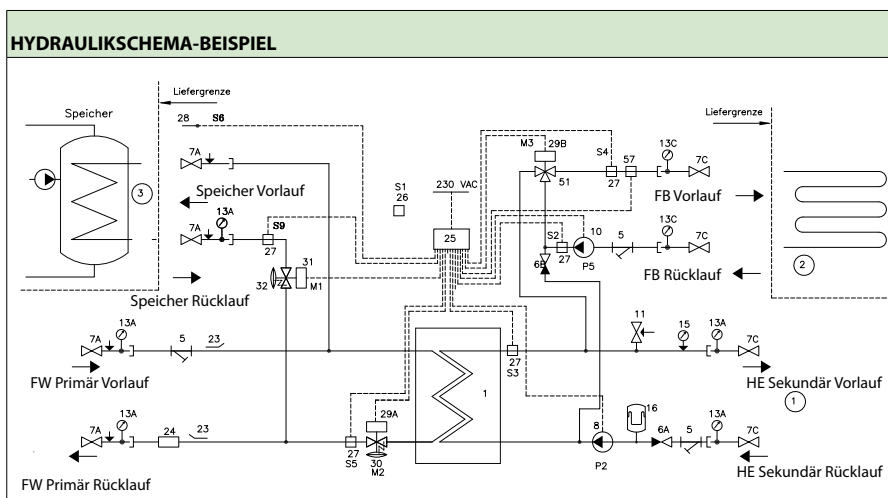 HYDRAULIKSCHEMA-BEISPIEL
Speicher
Liefergrenze
28 S6
7A
Speicher Vorlauf
3
7A 13A S9
27
Speicher Rücklauf
32 31 M1
S1
26
230 VAC
25
M3 29B
51
S4 57
27
13C 7C
FB Vorlauf
Liefergrenze
2
S2 10
27
P5
5
13C 7C
6B
FB Rücklauf
7A 13A 5 23
FW Primär Vorlauf
1
27
S3
11 15 13A 7C
HE Sekundär Vorlauf
1
7A 13A 24 23
FW Primär Rücklauf
29A
27
S5
30
M2
8
P2
16
6A 5 13A 7C
HE Sekundär Rücklauf